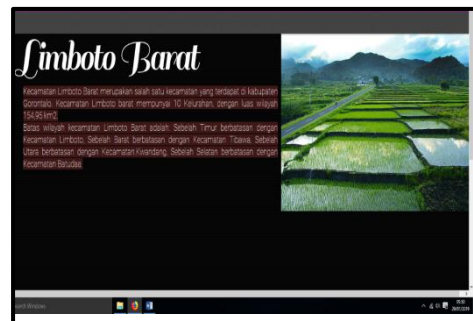 Limboto Barat
Kecamatan Limboto Barat merupakan salah satu kecamatan yang terdapat di kabupaten
Gorontalo. Kecamatan Limboto barat mempunyai 10 Kelurahan, dengan luas wilayah
154,95 km2.
Batas wilayah kecamatan Limboto Barat adalah: Sebelah Timur berbatasan dengan
Kecamatan Limboto, Sebelah Barat berbatasan dengan Kecamatan Tibawa, Sebelah
Utara berbatasan dengan Kecamatan Kwandang, Sebelah Selatan berbatasan dengan
Kecamatan Batudaa.
Windows